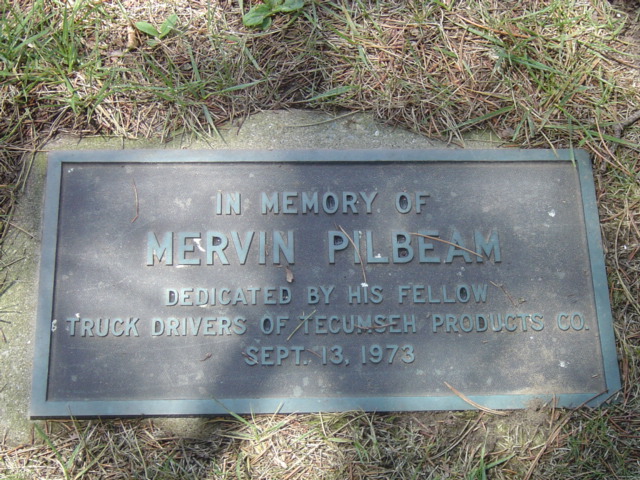 IN MEMORY OF
MERVIN PILBEAM
DEDICATED BY HIS FELLOW
TRUCK DRIVERS OF TECUMSEH PRODUCTS CO.
SEPT. 13, 1973